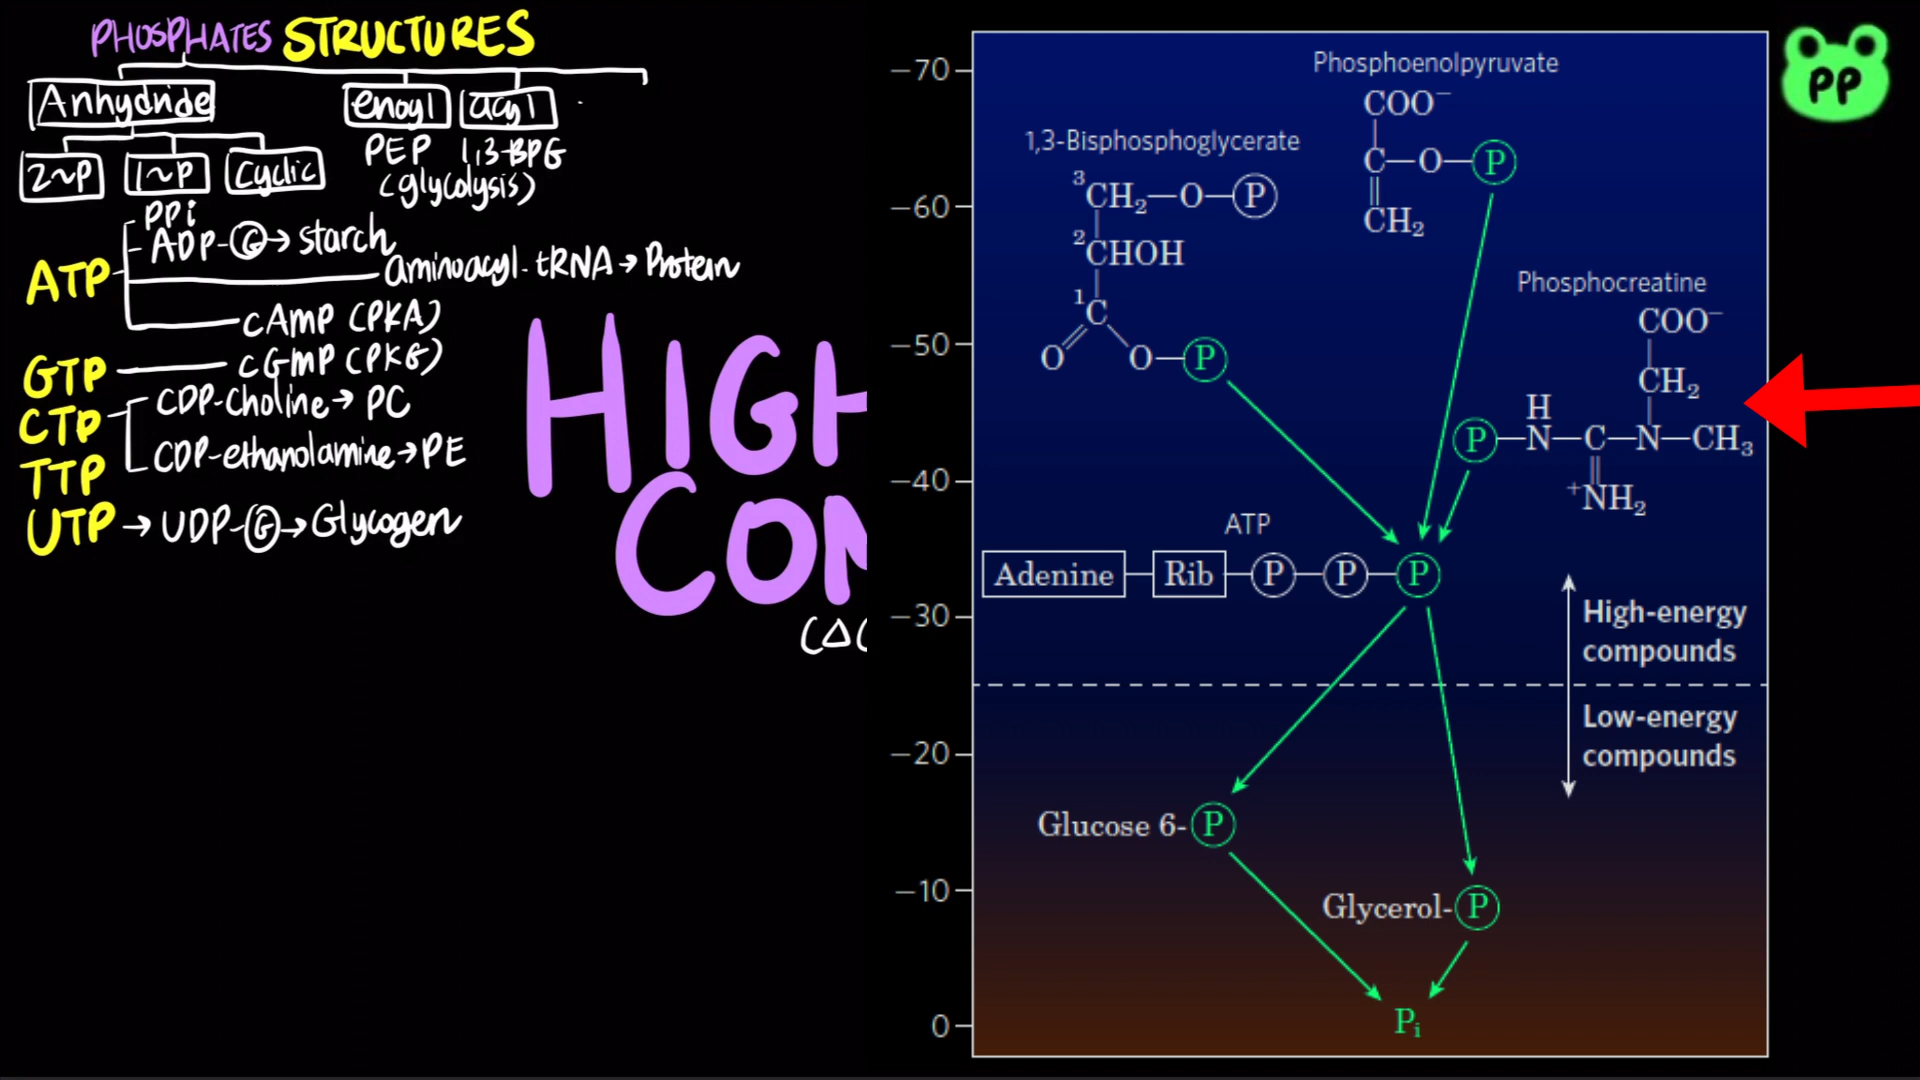 PHOSPHATES STRUCTURES
Anhydride
enoyl
acyl
2~P
1~P
cyclic
PEP
(glycolysis)
1,3-BPG
PPi
ADP-G→ starch
ATP
aminoacyl-tRNA → Protein
cAMP (PKA)
GTP
cGMP (PKG)
CTP
CDP-choline → PC
CDP-ethanolamine → PE
TTP
UTP → UDP-G → Glycogen
HIGH
CON
(ΔG
PP
−70
−60
−50
−40
−30
−20
−10
0
Phosphoenolpyruvate
COO⁻
C—O—P
CH₂
1,3-Bisphosphoglycerate
³CH₂—O—P
²CHOH
¹C
O
O—P
Phosphocreatine
COO⁻
CH₂
H
P—N—C—N—CH₃
⁺NH₂
ATP
Adenine—Rib—P—P—P
High-energy
compounds
Low-energy
compounds
Glucose 6-P
Glycerol-P
Pᵢ